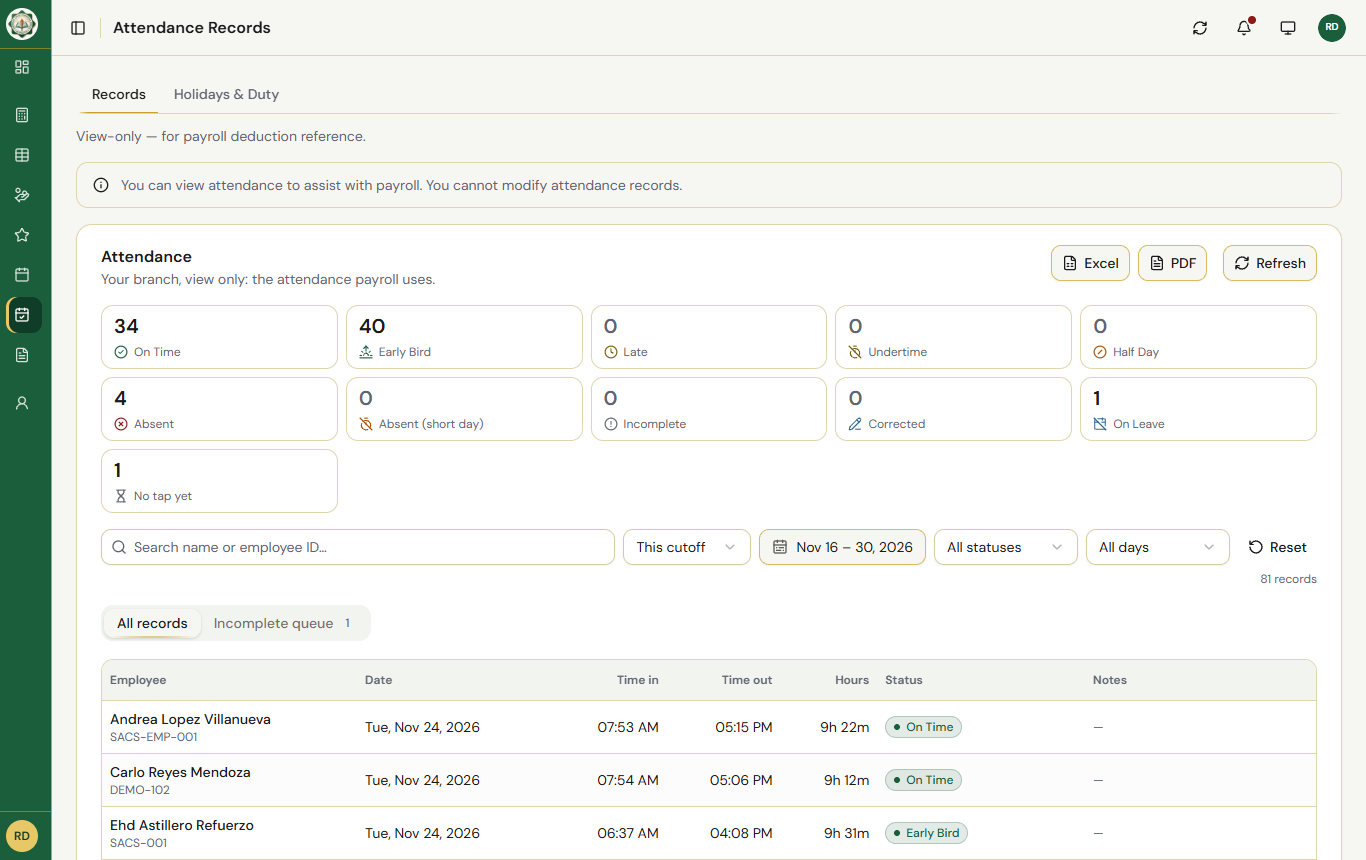 Attendance Records
RD
Records Holidays & Duty
View-only — for payroll deduction reference.
You can view attendance to assist with payroll. You cannot modify attendance records.
Attendance
Your branch, view only: the attendance payroll uses.
Excel PDF Refresh
34 40 0 0 0
On Time Early Bird Late Undertime Half Day
4 0 0 0 1
Absent Absent (short day) Incomplete Corrected On Leave
1
No tap yet
Search name or employee ID... This cutoff Nov 16 – 30, 2026 All statuses All days Reset
81 records
All records Incomplete queue 1
Employee Date Time in Time out Hours Status Notes
Andrea Lopez Villanueva Tue, Nov 24, 2026 07:53 AM 05:15 PM 9h 22m On Time —
SACS-EMP-001
Carlo Reyes Mendoza Tue, Nov 24, 2026 07:54 AM 05:06 PM 9h 12m On Time —
DEMO-102
Ehd Astillero Refuerzo Tue, Nov 24, 2026 06:37 AM 04:08 PM 9h 31m Early Bird —
SACS-001
RD